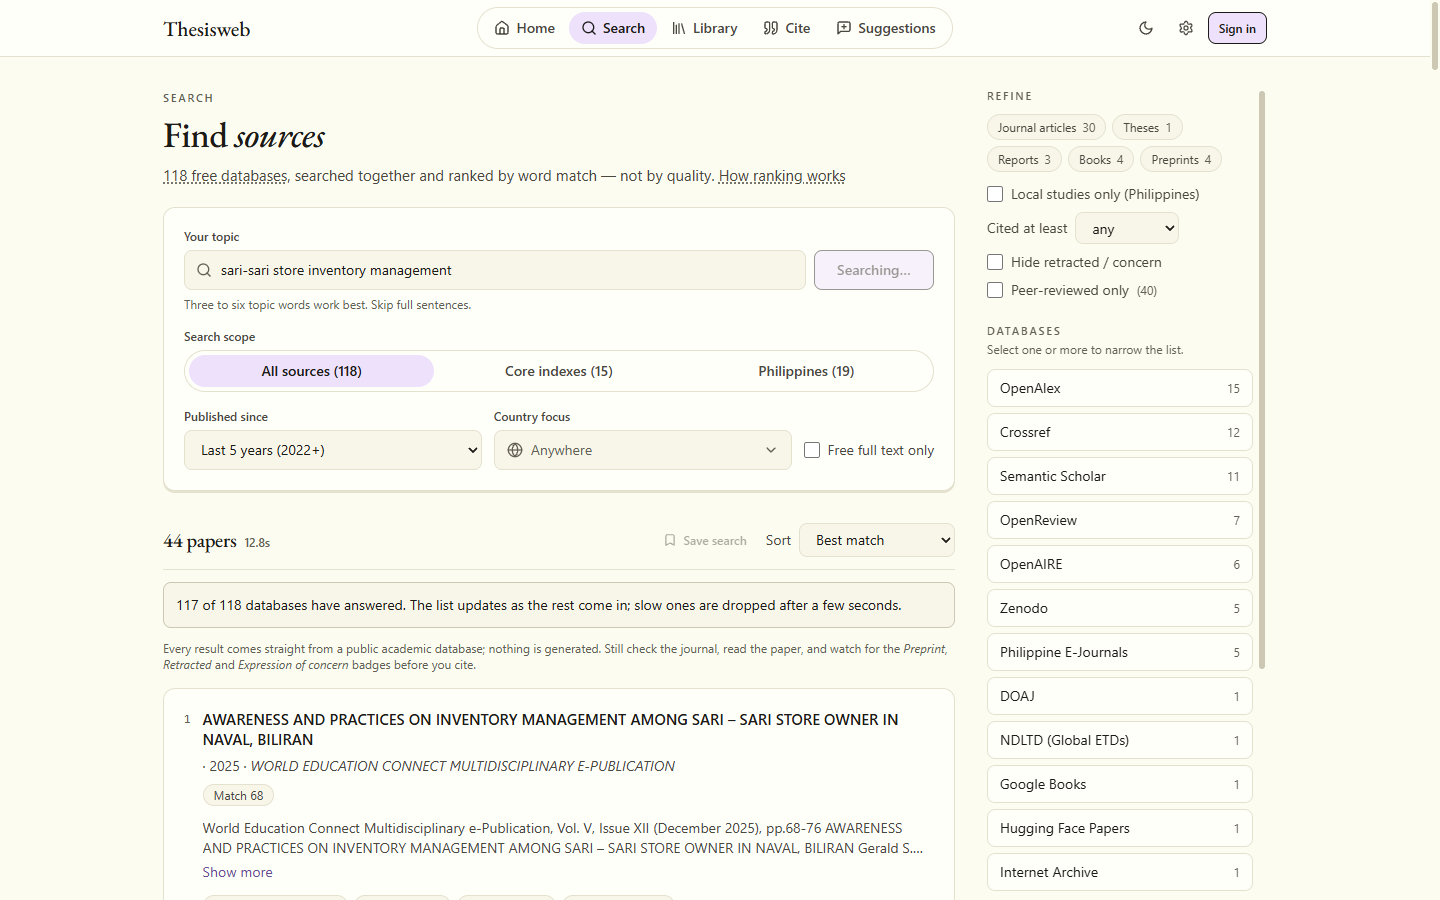 Thesisweb
Home
Search
Library
Cite
Suggestions
Sign in
SEARCH
Find sources
118 free databases, searched together and ranked by word match — not by quality. How ranking works
Your topic
sari-sari store inventory management
Searching...
Three to six topic words work best. Skip full sentences.
Search scope
All sources (118)
Core indexes (15)
Philippines (19)
Published since
Country focus
Last 5 years (2022+)
Anywhere
Free full text only
44 papers 12.8s
Save search
Sort
Best match
117 of 118 databases have answered. The list updates as the rest come in; slow ones are dropped after a few seconds.
Every result comes straight from a public academic database; nothing is generated. Still check the journal, read the paper, and watch for the Preprint,
Retracted and Expression of concern badges before you cite.
1 AWARENESS AND PRACTICES ON INVENTORY MANAGEMENT AMONG SARI – SARI STORE OWNER IN
NAVAL, BILIRAN
· 2025 · WORLD EDUCATION CONNECT MULTIDISCIPLINARY E-PUBLICATION
Match 68
World Education Connect Multidisciplinary e-Publication, Vol. V, Issue XII (December 2025), pp.68-76 AWARENESS
AND PRACTICES ON INVENTORY MANAGEMENT AMONG SARI – SARI STORE OWNER IN NAVAL, BILIRAN Gerald S....
Show more
REFINE
Journal articles 30
Theses 1
Reports 3
Books 4
Preprints 4
Local studies only (Philippines)
Cited at least any
Hide retracted / concern
Peer-reviewed only (40)
DATABASES
Select one or more to narrow the list.
OpenAlex 15
Crossref 12
Semantic Scholar 11
OpenReview 7
OpenAIRE 6
Zenodo 5
Philippine E-Journals 5
DOAJ 1
NDLTD (Global ETDs) 1
Google Books 1
Hugging Face Papers 1
Internet Archive 1